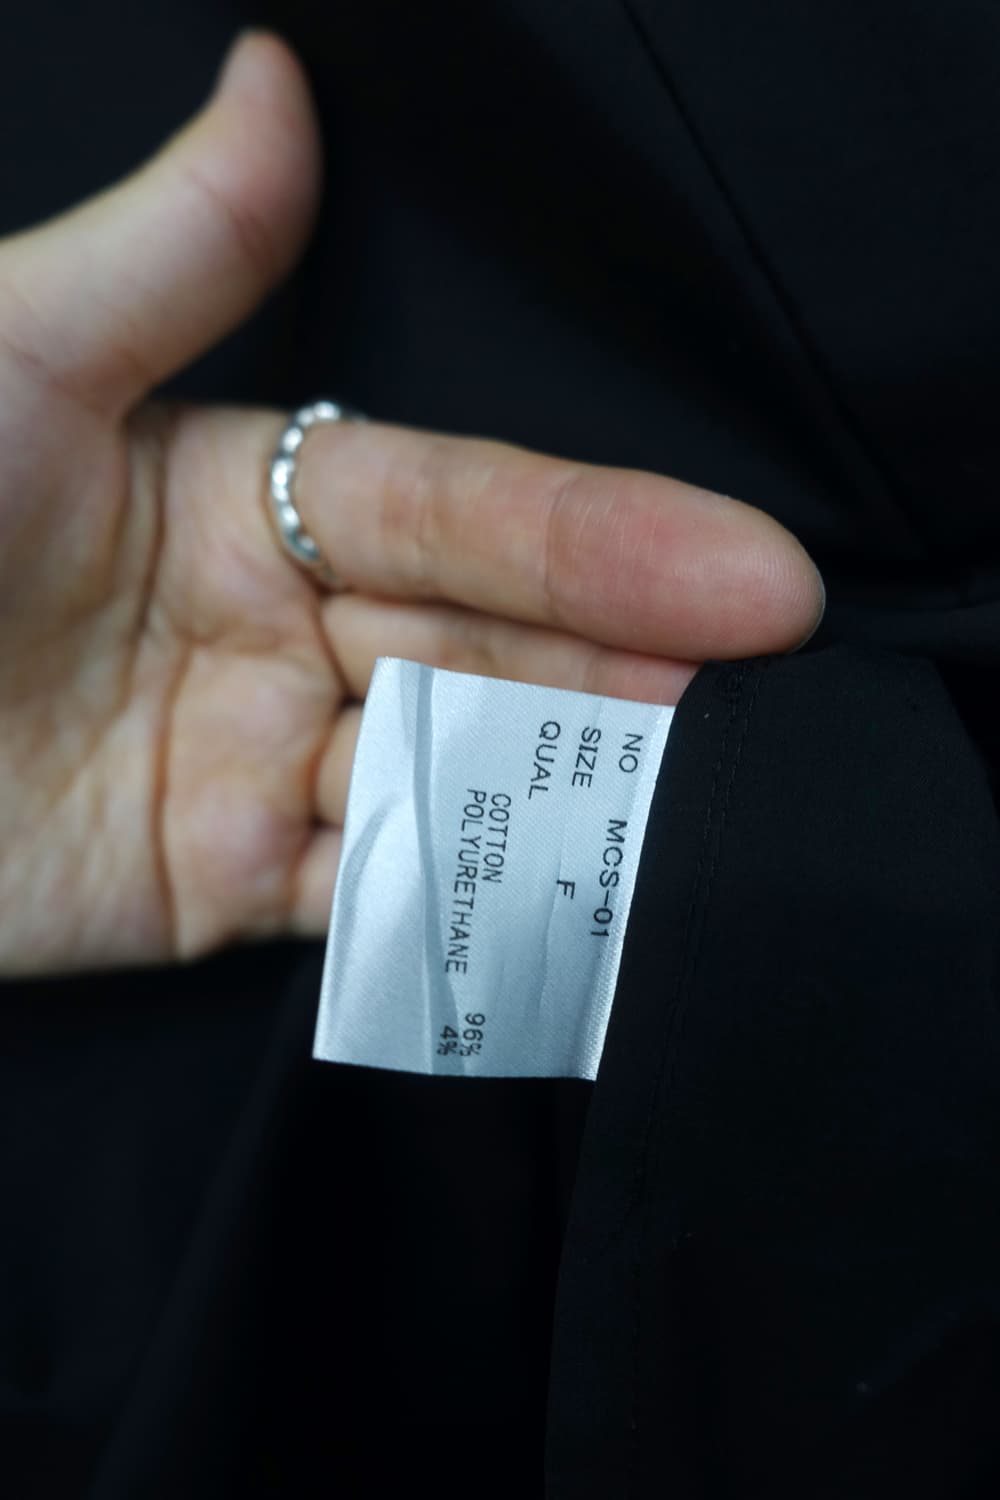 NO MCS-01
SIZE F
QUAL
COTTON 96%
POLYURETHANE 4%